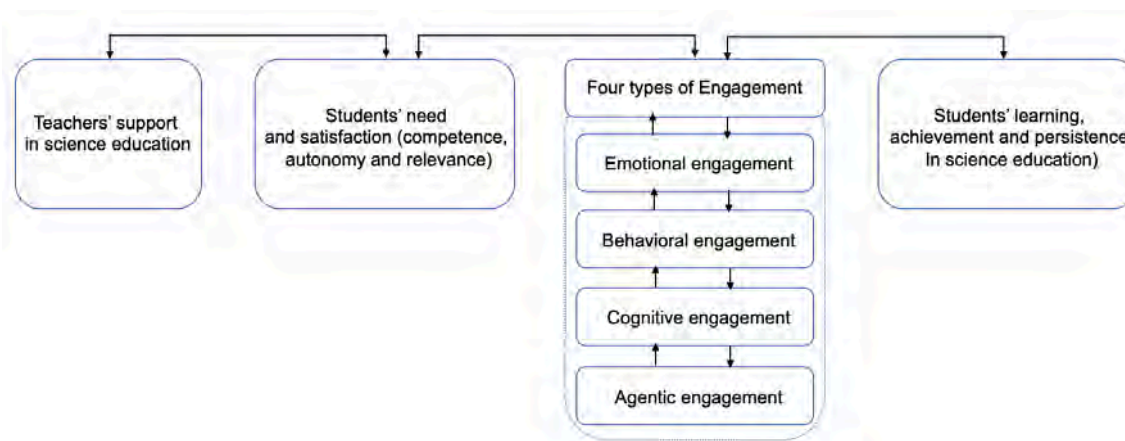 Teachers' support
in science education
Students' need
and satisfaction (competence,
autonomy and relevance)
Four types of Engagement
Emotional engagement
Behavioral engagement
Cognitive engagement
Agentic engagement
Students' learning,
achievement and persistence
In science education)